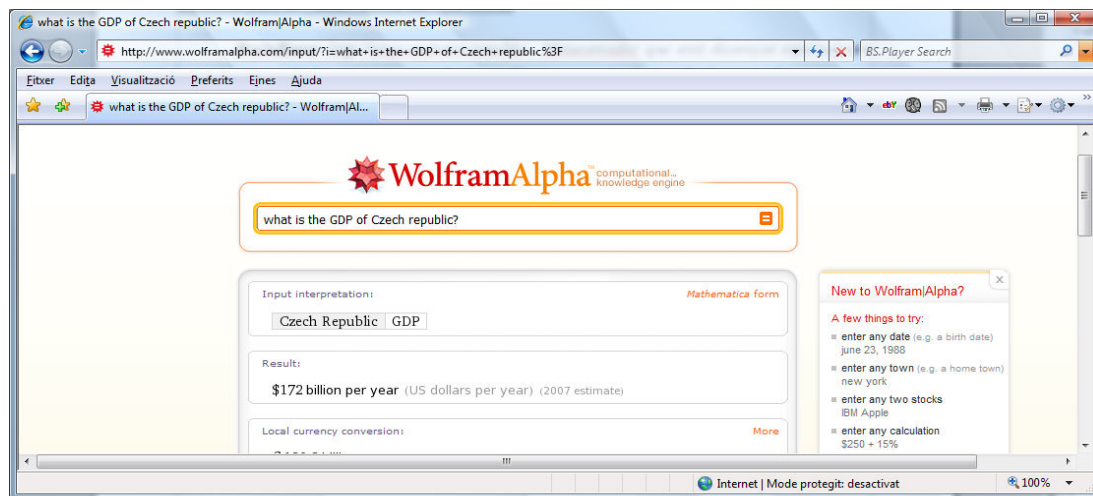 what is the GDP of Czech republic? - Wolfram|Alpha - Windows Internet Explorer
http://www.wolframalpha.com/input/?i=what+is+the+GDP+of+Czech+republic%3F
BS.Player Search
Fitxer Edita Visualització Preferits Eines Ajuda
what is the GDP of Czech republic? - Wolfram|Al...
WolframAlpha™ computational...
knowledge engine
what is the GDP of Czech republic?
Input interpretation:
Mathematica form
Czech Republic GDP
Result:
$172 billion per year (US dollars per year) (2007 estimate)
Local currency conversion:
More
New to Wolfram|Alpha?
A few things to try:
enter any date (e.g. a birth date)
june 23, 1988
enter any town (e.g. a home town)
new york
enter any two stocks
IBM Apple
enter any calculation
$250 + 15%
Internet | Mode protegit: desactivat
100%